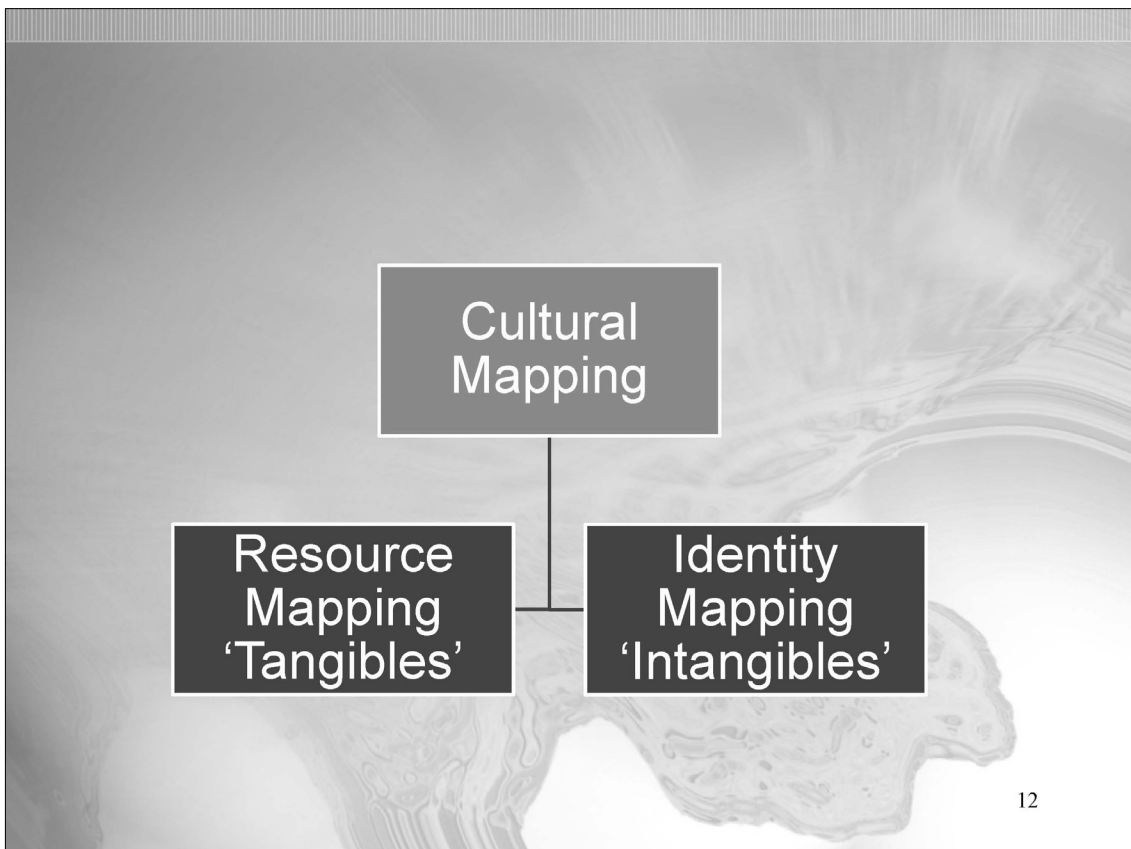 Cultural
Mapping
Resource
Mapping
‘Tangibles’
Identity
Mapping
‘Intangibles’
12